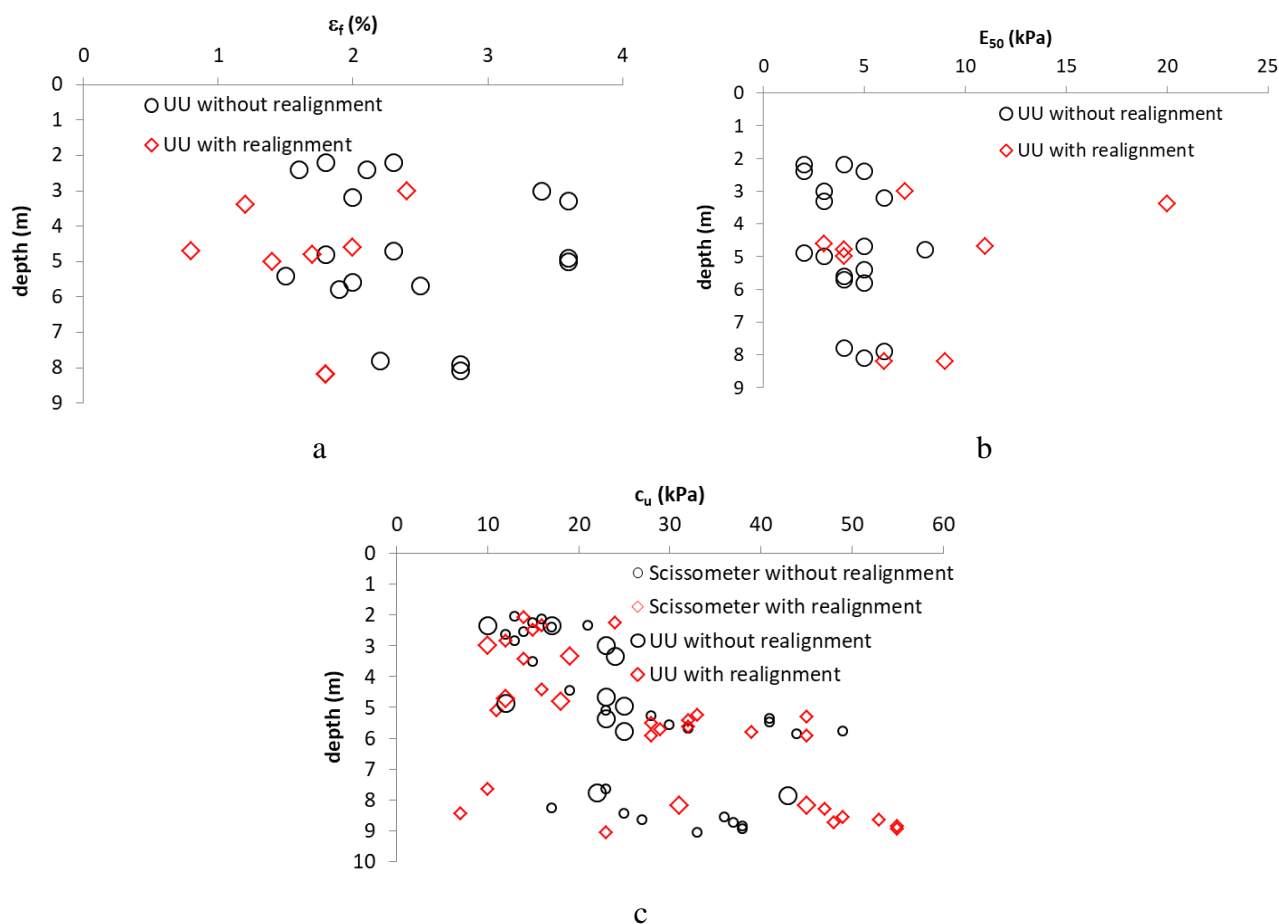 ε_f (%)
0 1 2 3 4
0
UU without realignment
1
UU with realignment
2
3
4
5
6
7
8
9
depth (m)
a
E_50 (kPa)
0 5 10 15 20 25
0
UU without realignment
1
UU with realignment
2
3
4
5
6
7
8
9
depth (m)
b
c_u (kPa)
0 10 20 30 40 50 60
0
Scissometer without realignment
1
Scissometer with realignment
2
UU without realignment
3
UU with realignment
4
5
6
7
8
9
10
depth (m)
c